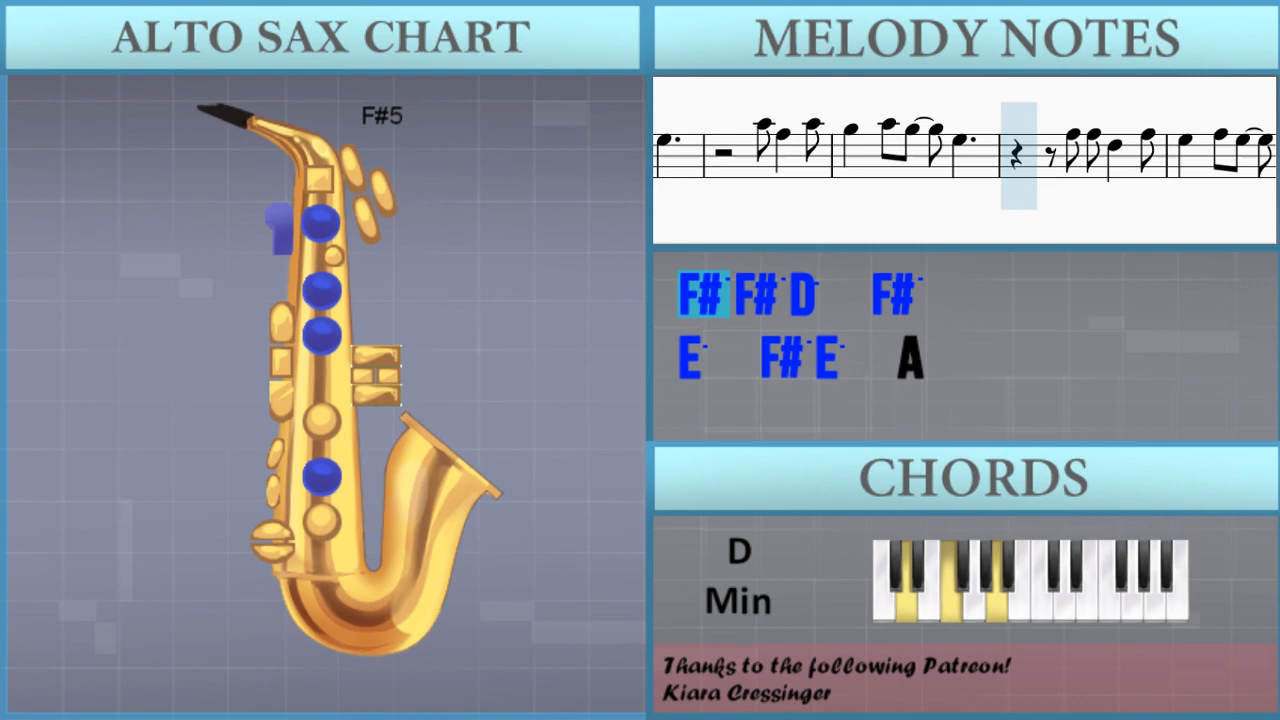 ALTO SAX CHART
F#5
MELODY NOTES
F#· F#· D· F#·
E· F#· E· A
CHORDS
D
Min
Thanks to the following Patreon!
Kiara Cressinger